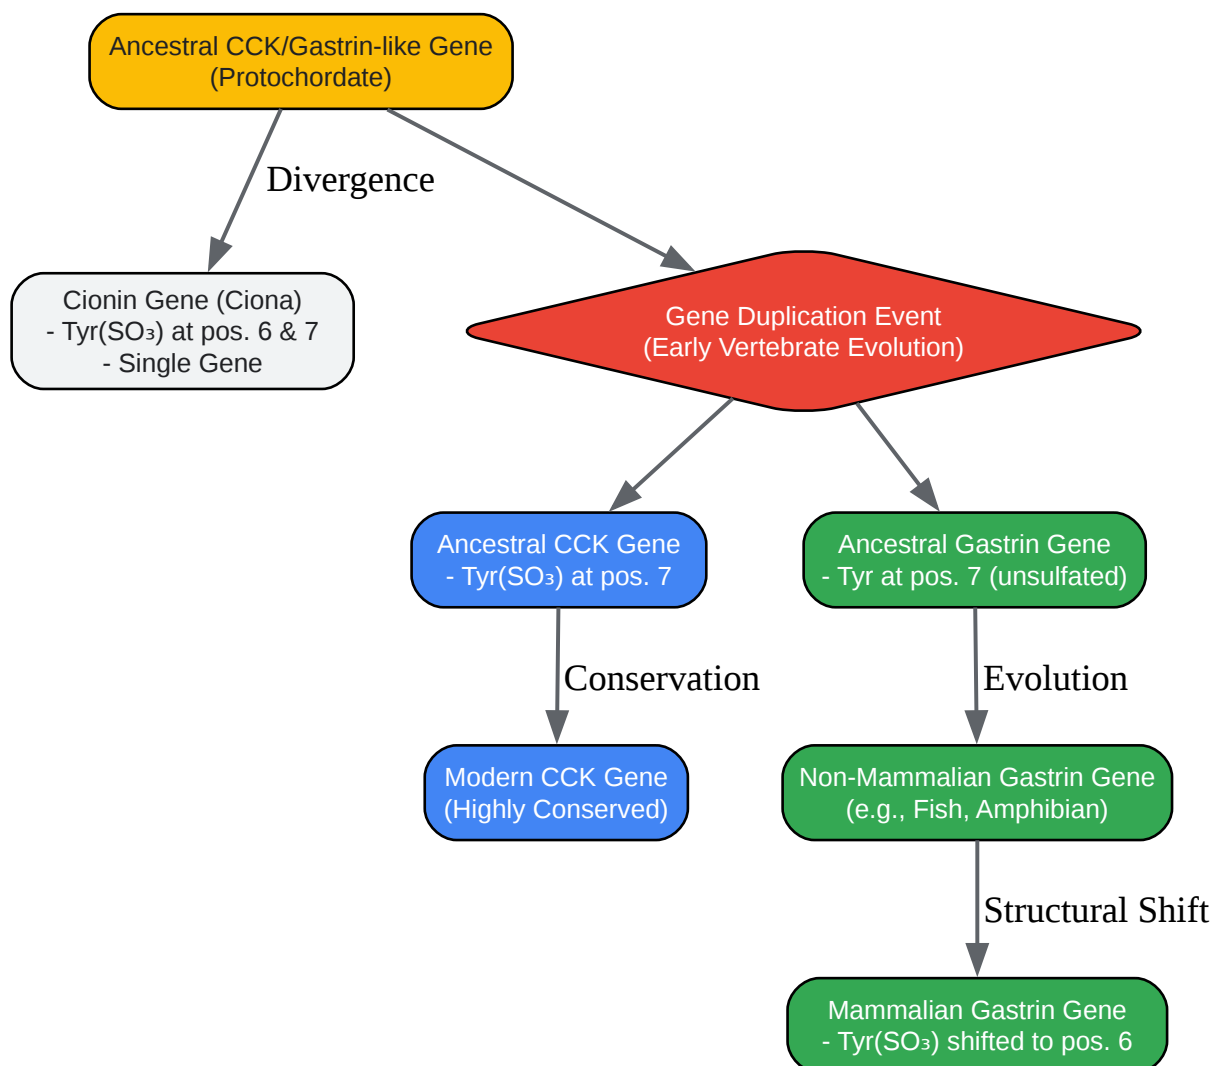 Ancestral CCK/Gastrin-like Gene
(Protochordate)
Divergence
Cionin Gene (Ciona)
- Tyr(SO₃) at pos. 6 & 7
- Single Gene
Gene Duplication Event
(Early Vertebrate Evolution)
Ancestral CCK Gene
- Tyr(SO₃) at pos. 7
Ancestral Gastrin Gene
- Tyr at pos. 7 (unsulfated)
Conservation
Evolution
Modern CCK Gene
(Highly Conserved)
Non-Mammalian Gastrin Gene
(e.g., Fish, Amphibian)
Structural Shift
Mammalian Gastrin Gene
- Tyr(SO₃) shifted to pos. 6